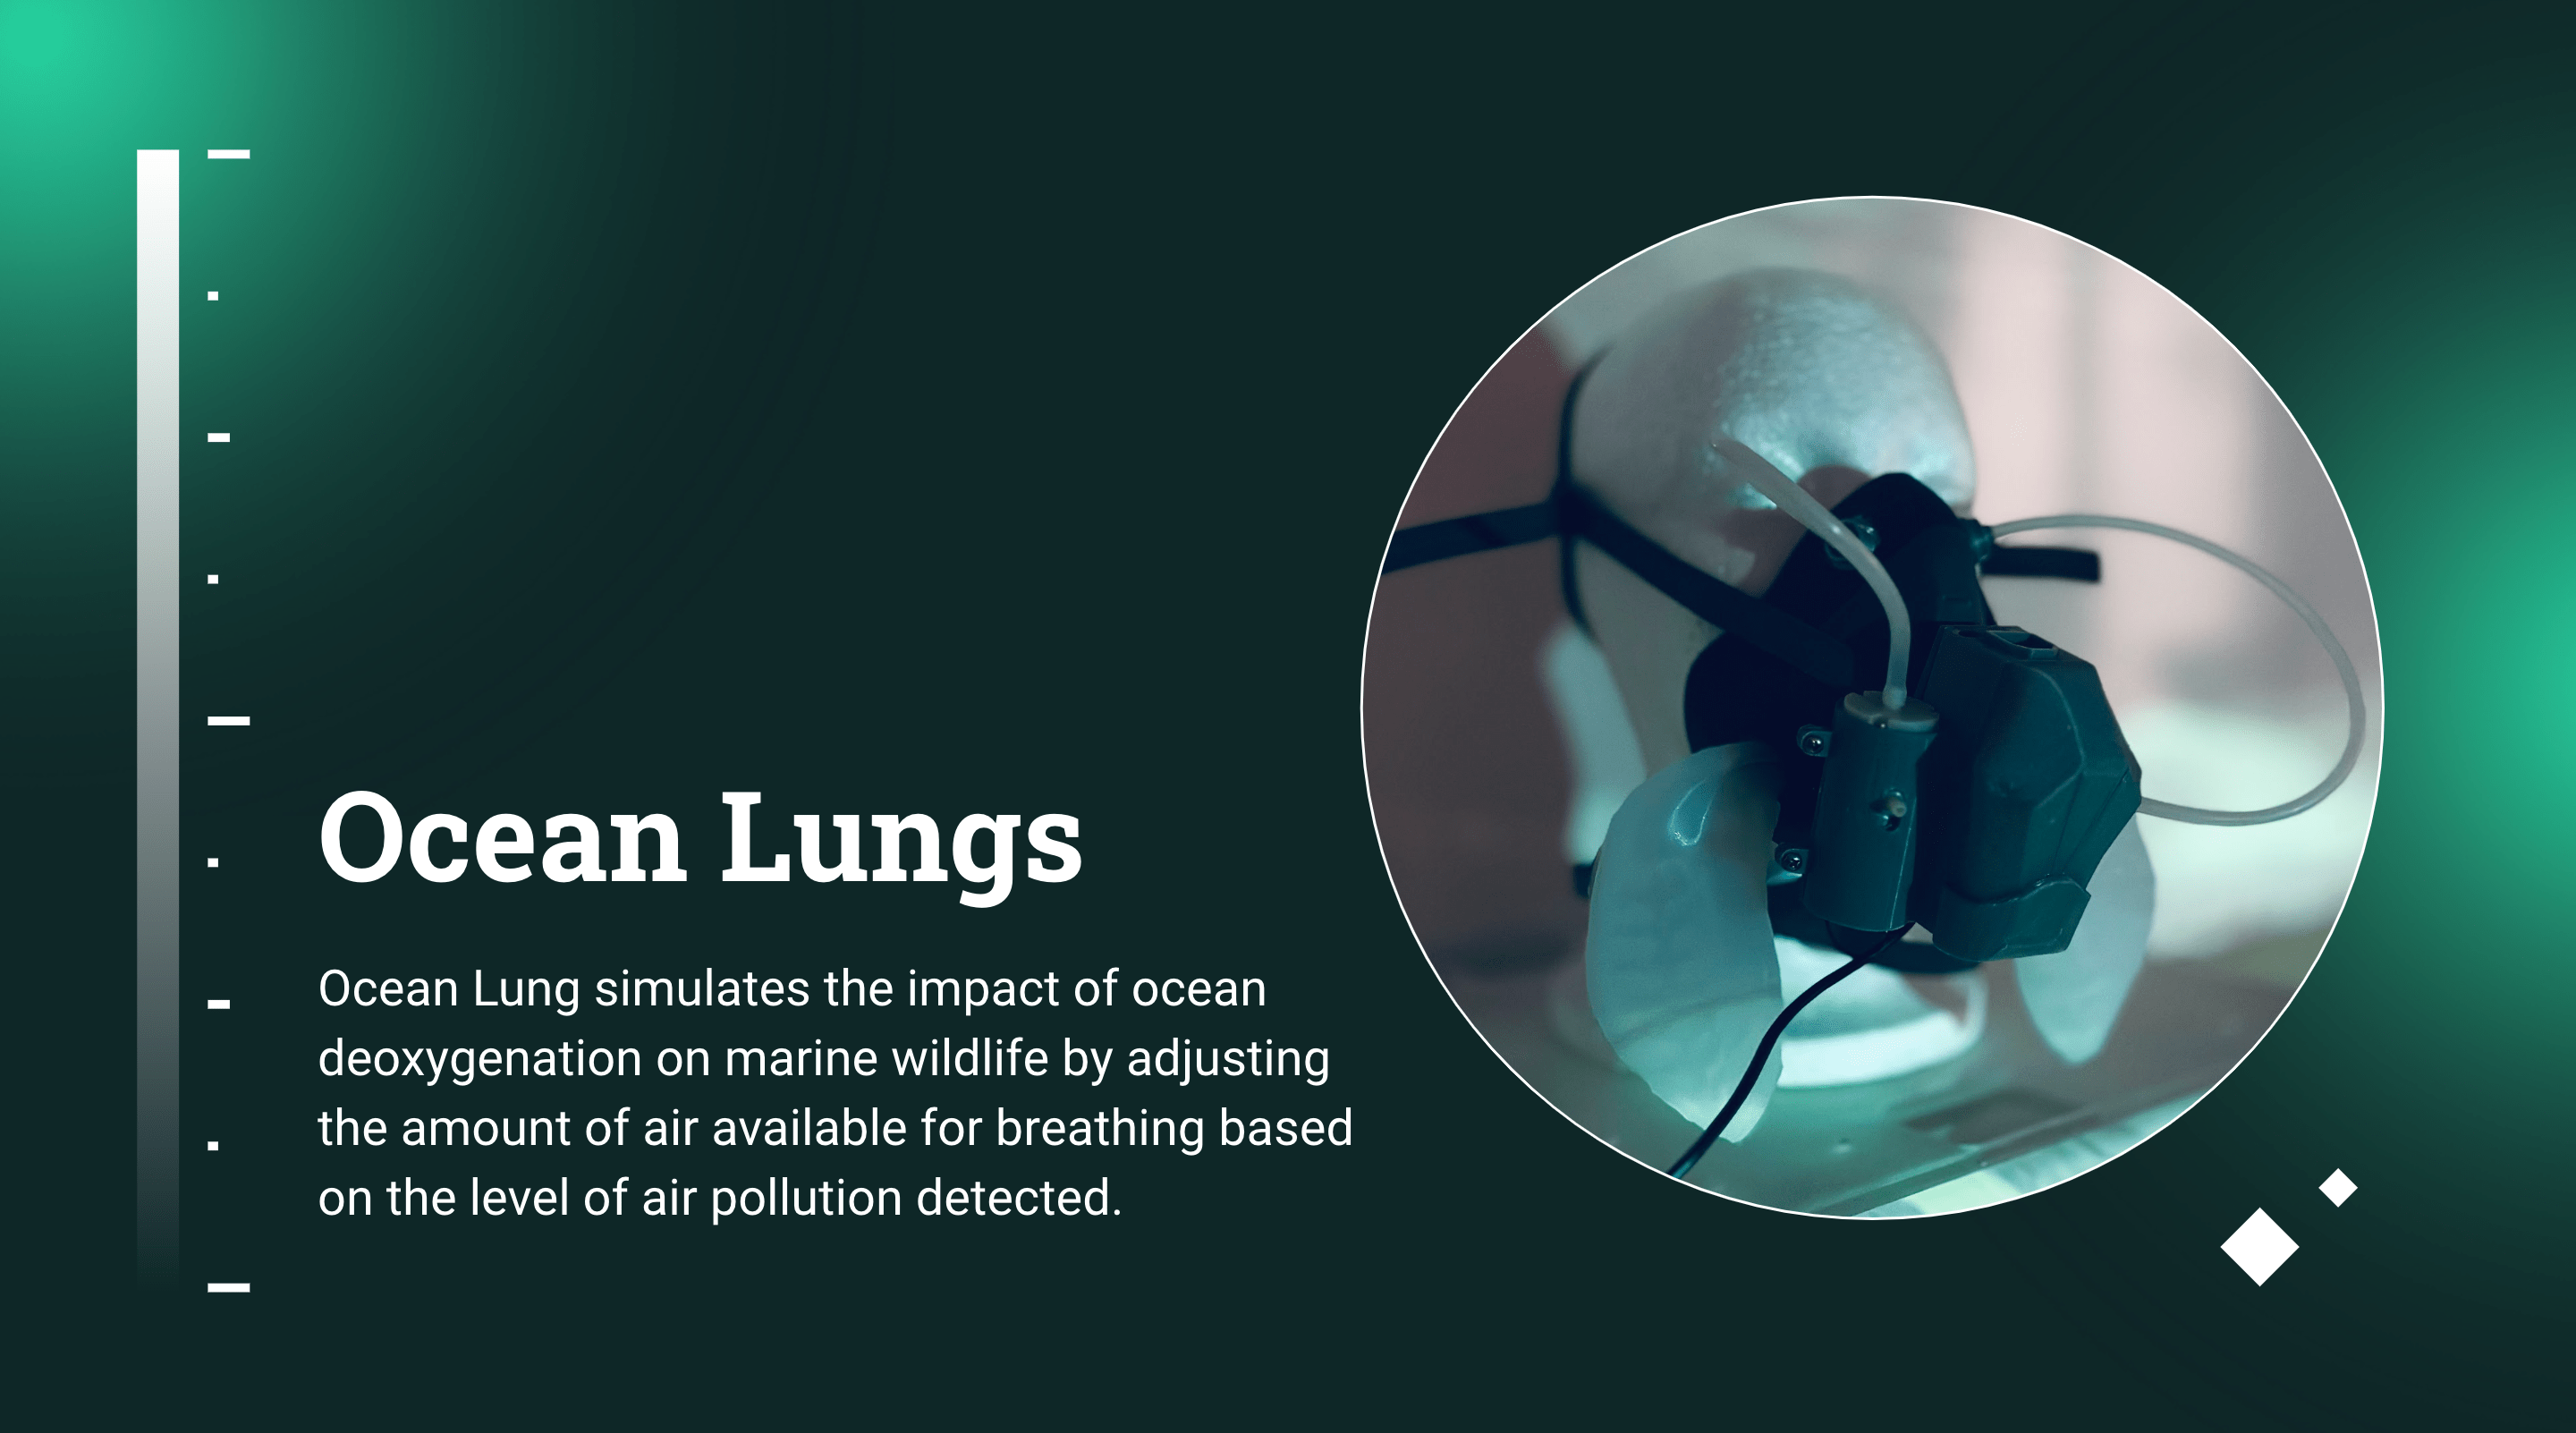 Ocean Lungs
Ocean Lung simulates the impact of ocean
deoxygenation on marine wildlife by adjusting
the amount of air available for breathing based
on the level of air pollution detected.